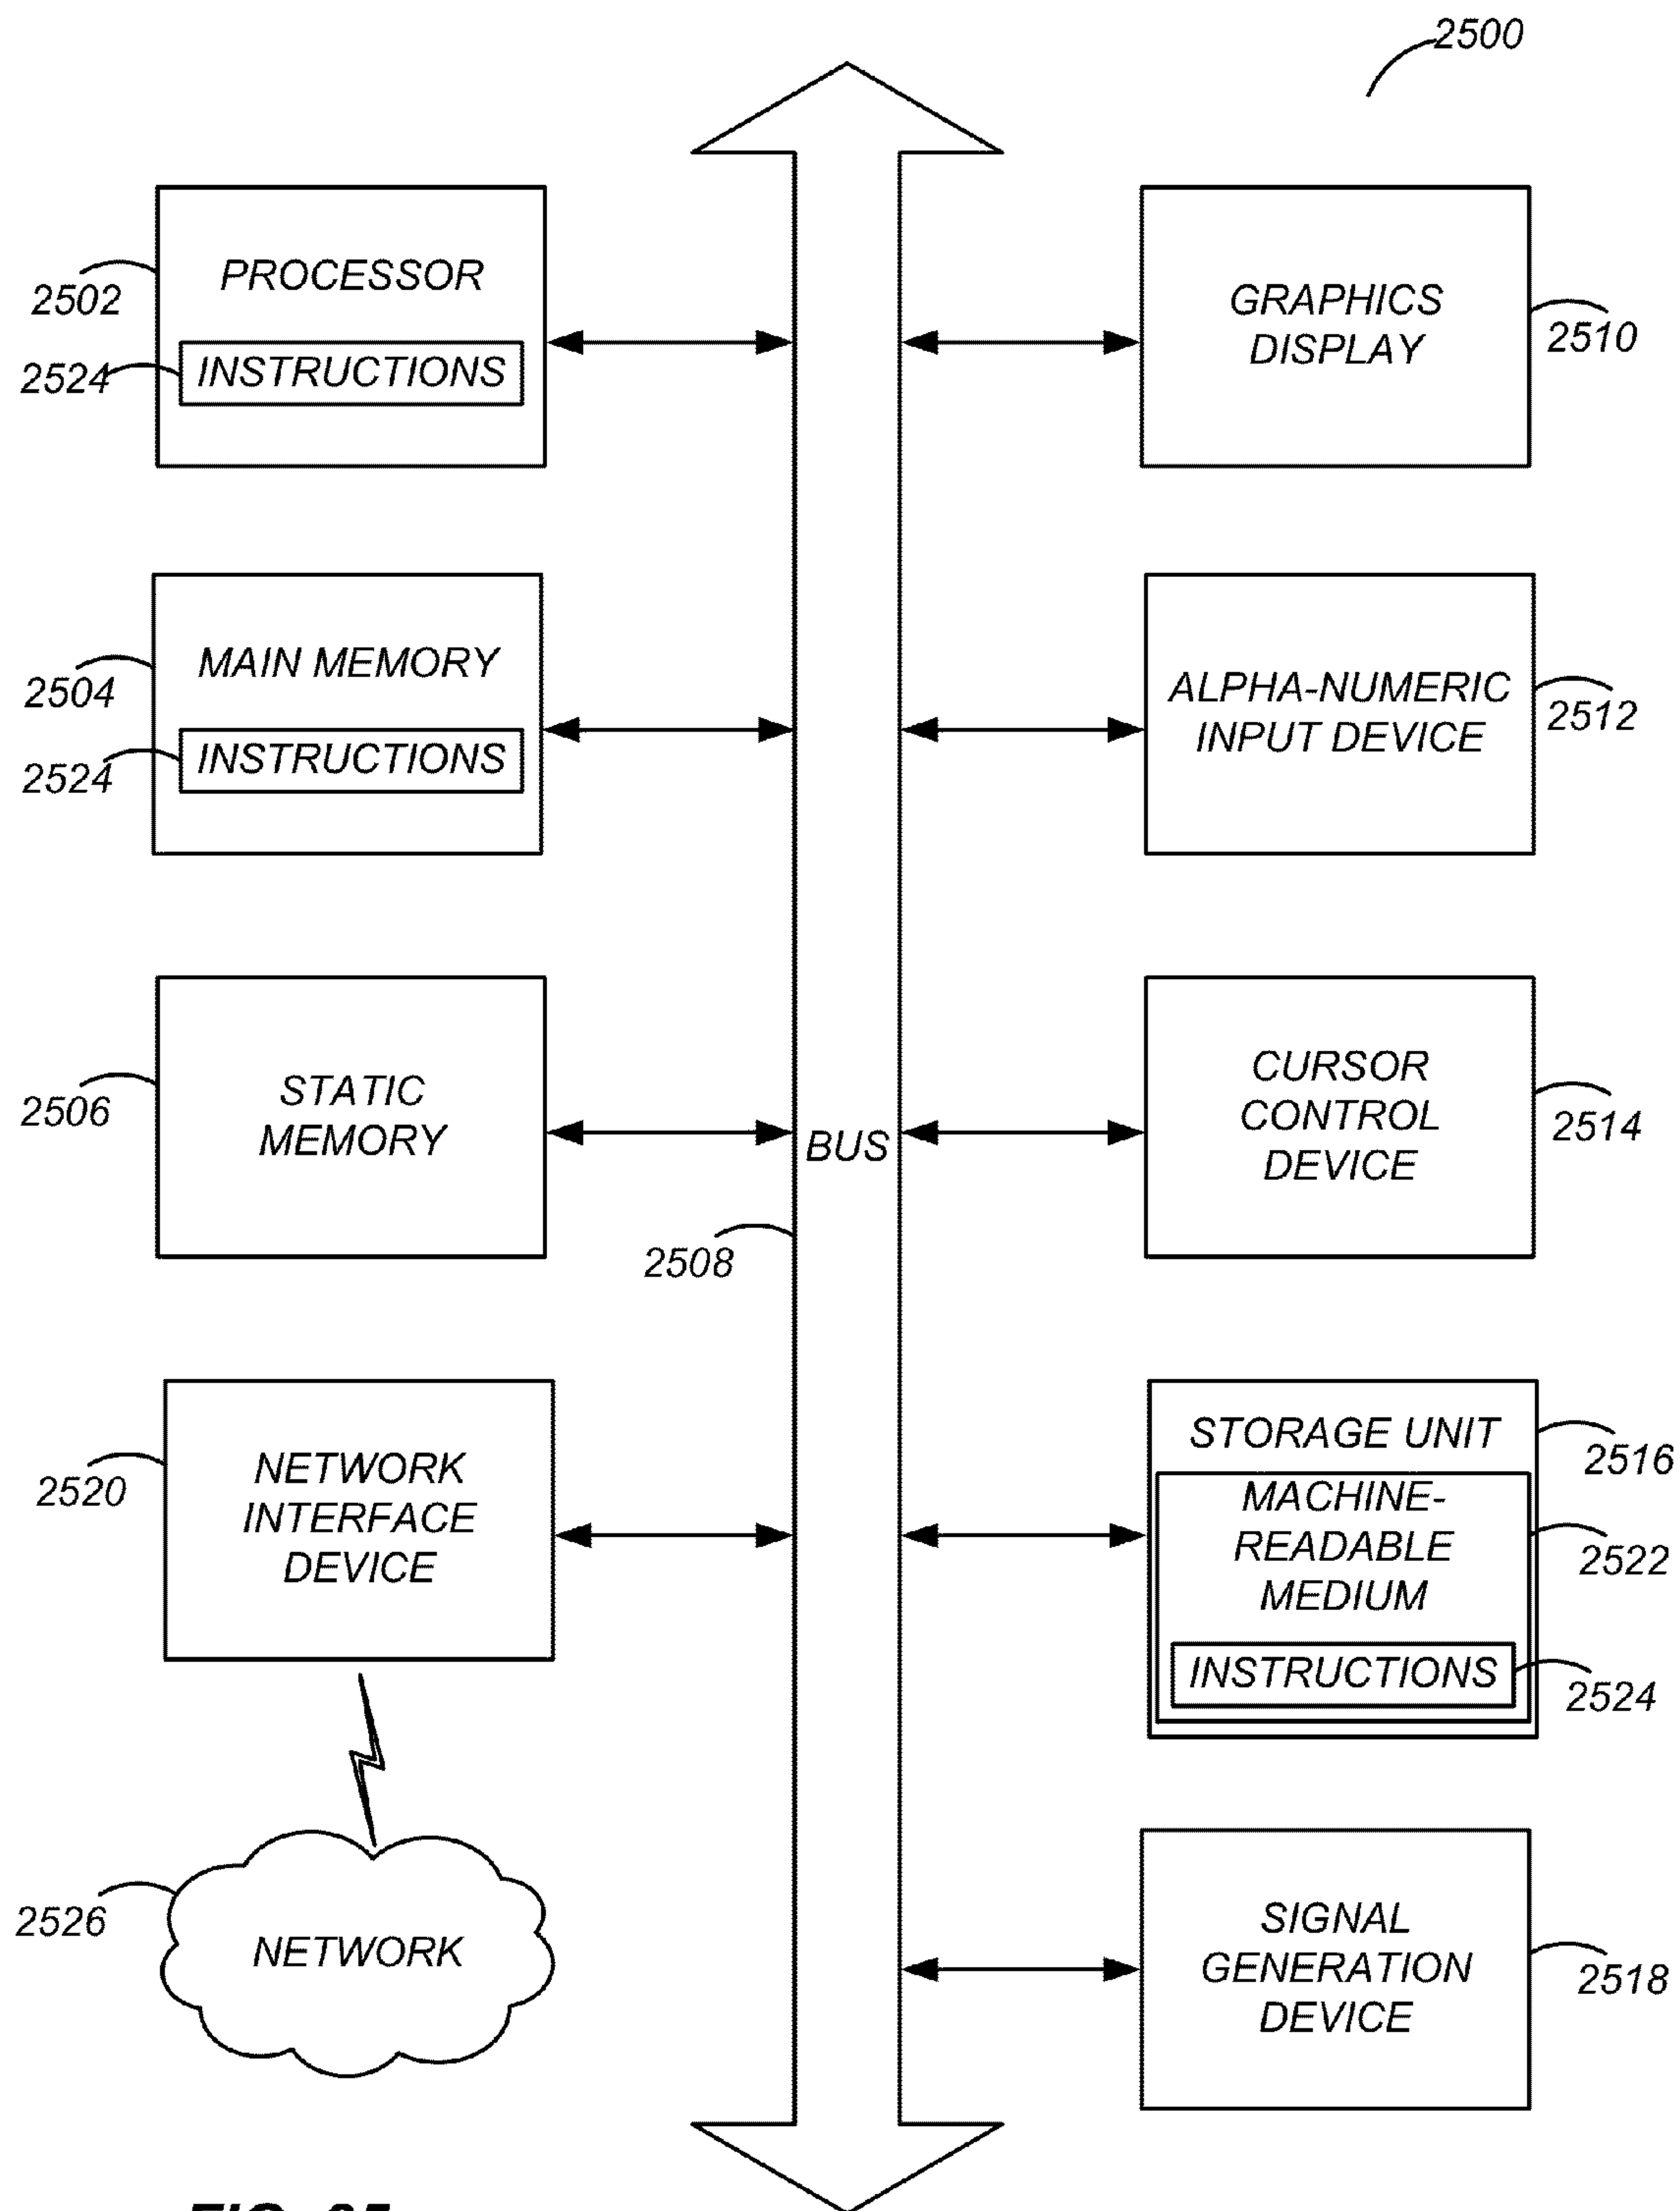 2500
PROCESSOR
2502
INSTRUCTIONS
2524
GRAPHICS
DISPLAY
2510
MAIN MEMORY
2504
INSTRUCTIONS
2524
ALPHA-NUMERIC
INPUT DEVICE
2512
STATIC
MEMORY
2506
BUS
2508
CURSOR
CONTROL
DEVICE
2514
NETWORK
INTERFACE
DEVICE
2520
STORAGE UNIT
2516
MACHINE-
READABLE
MEDIUM
2522
INSTRUCTIONS
2524
NETWORK
2526
SIGNAL
GENERATION
DEVICE
2518
FIG. 25